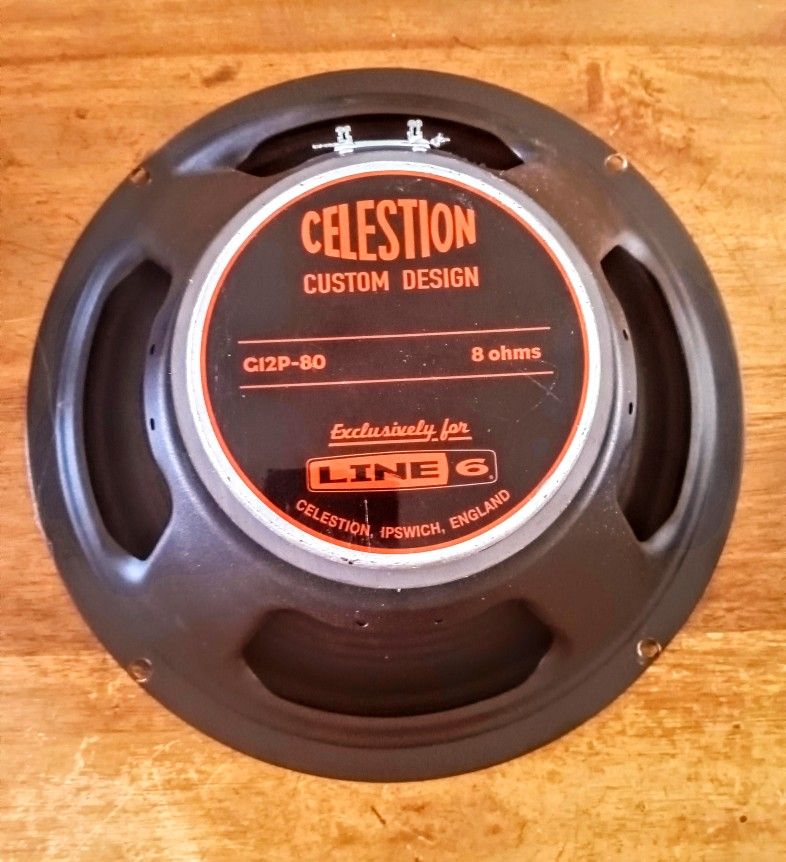 CELESTION
CUSTOM DESIGN
G12P-80 8 ohms
Exclusively for
LINE 6
CELESTION, IPSWICH, ENGLAND